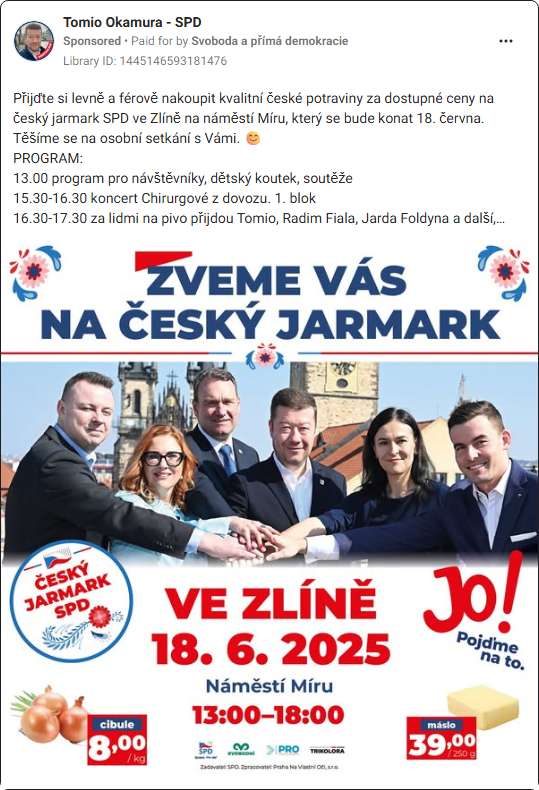 Tomio Okamura - SPD
Sponsored • Paid for by Svoboda a přímá demokracie
Library ID: 1445146593181476
Přijďte si levně a férově nakoupit kvalitní české potraviny za dostupné ceny na
český jarmark SPD ve Zlíně na náměstí Míru, který se bude konat 18. června.
Těšíme se na osobní setkání s Vámi. 😊
PROGRAM:
13.00 program pro návštěvníky, dětský koutek, soutěže
15.30-16.30 koncert Chirurgové z dovozu. 1. blok
16.30-17.30 za lidmi na pivo přijdou Tomio, Radim Fiala, Jarda Foldyna a další,...
ZVEME VÁS
NA ČESKÝ JARMARK
ČESKÝ
JARMARK
SPD
VE ZLÍNĚ
18. 6. 2025
Náměstí Míru
13:00–18:00
JO!
Pojďme
na to.
cibule
8,00
/ kg
máslo
39,00
/ 250 g
SPD
SVOBODNÍ
PRO
TRIKOLORA
Zadavatel: SPD, Zpracovatel: Praha Na Vlastní Oči, s.r.o.